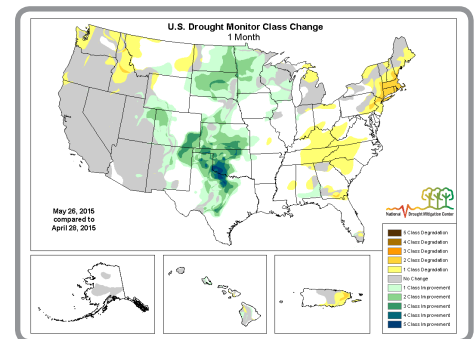 U.S. Drought Monitor Class Change
1 Month
May 26, 2015
compared to
April 28, 2015
National Drought Mitigation Center
5 Class Degradation
4 Class Degradation
3 Class Degradation
2 Class Degradation
1 Class Degradation
No Change
1 Class Improvement
2 Class Improvement
3 Class Improvement
4 Class Improvement
5 Class Improvement